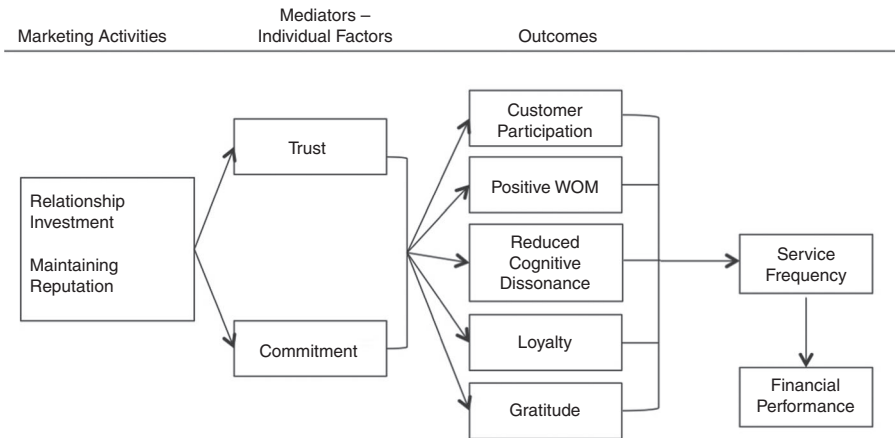 Marketing Activities
Mediators –
Individual Factors
Outcomes
Relationship
Investment
Maintaining
Reputation
Trust
Commitment
Customer
Participation
Positive WOM
Reduced
Cognitive
Dissonance
Loyalty
Gratitude
Service
Frequency
Financial
Performance